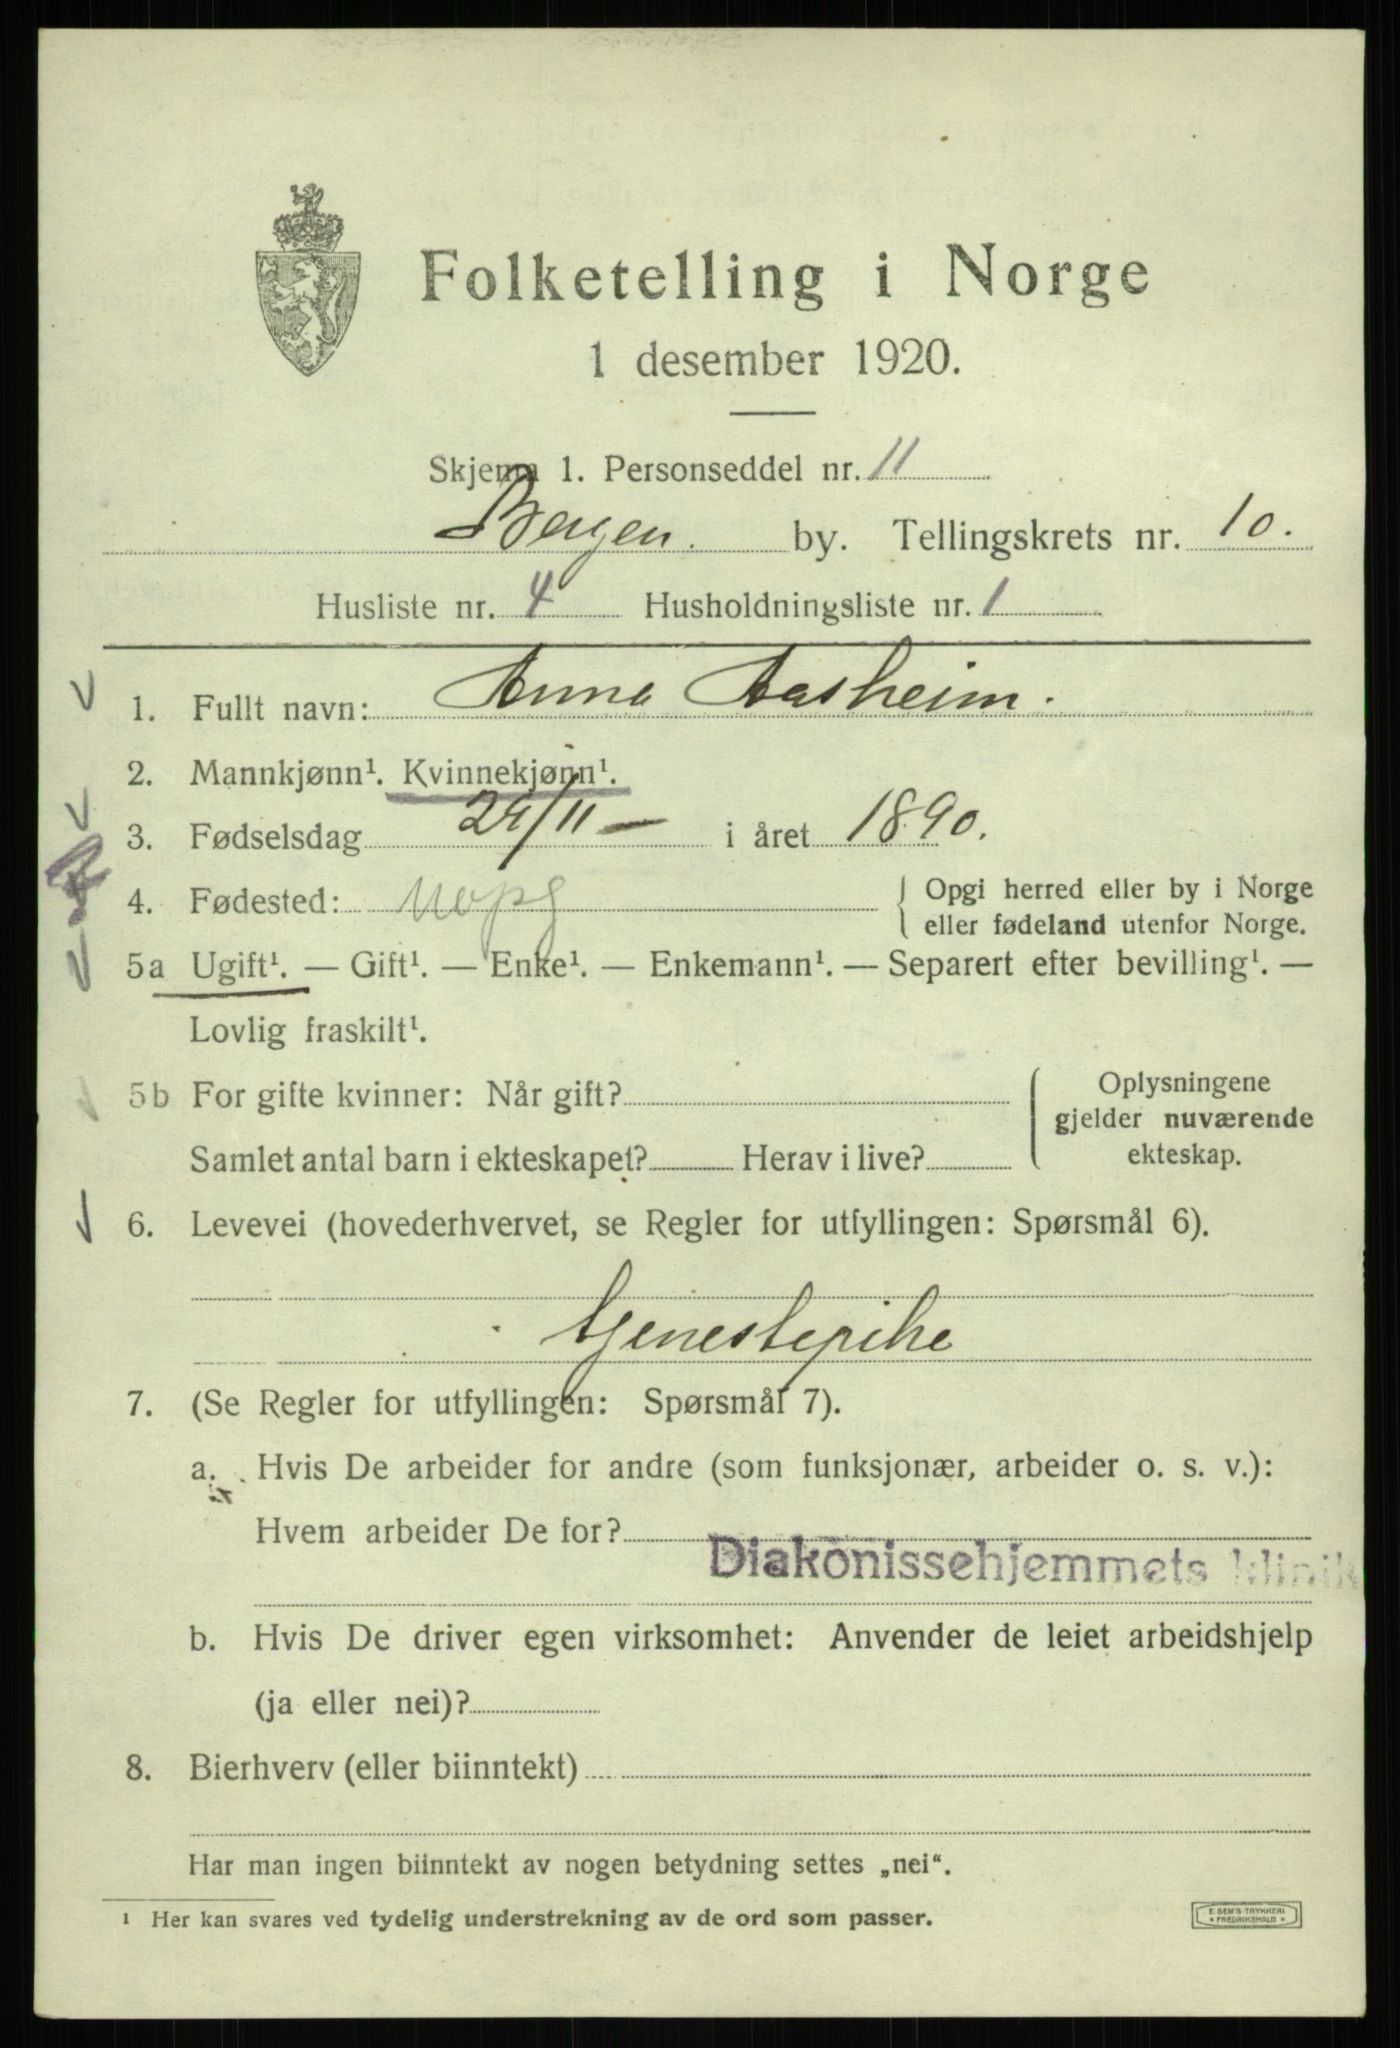 Folketelling i Norge
1 desember 1920.
Skjema 1. Personseddel nr. 11
Bergen. by. Tellingskrets nr. 10.
Husliste nr. 4 Husholdningsliste nr. 1
1. Fullt navn: Anna Aasheim.
2. Mannkjønn¹. Kvinnekjønn¹.
3. Fødselsdag 29/11 — i året 1890.
4. Fødested: { Opgi herred eller by i Norge
eller fødeland utenfor Norge.
5a Ugift¹. — Gift¹. — Enke¹. — Enkemann¹. — Separert efter bevilling¹. —
Lovlig fraskilt¹.
5b For gifte kvinner: Når gift? { Oplysningene
gjelder nuværende
Samlet antal barn i ekteskapet? Herav i live? ekteskap.
6. Levevei (hovederhvervet, se Regler for utfyllingen: Spørsmål 6).
tjenestepike
7. (Se Regler for utfyllingen: Spørsmål 7).
a. Hvis De arbeider for andre (som funksjonær, arbeider o. s. v.):
Hvem arbeider De for?
Diakonissehjemmets klinik
b. Hvis De driver egen virksomhet: Anvender de leiet arbeidshjelp
(ja eller nei)?
8. Bierhverv (eller biinntekt)
Har man ingen biinntekt av nogen betydning settes „nei“.
¹ Her kan svares ved tydelig understrekning av de ord som passer.
E. SEM'S TRYKKERI
* FREDRIKSHALD *